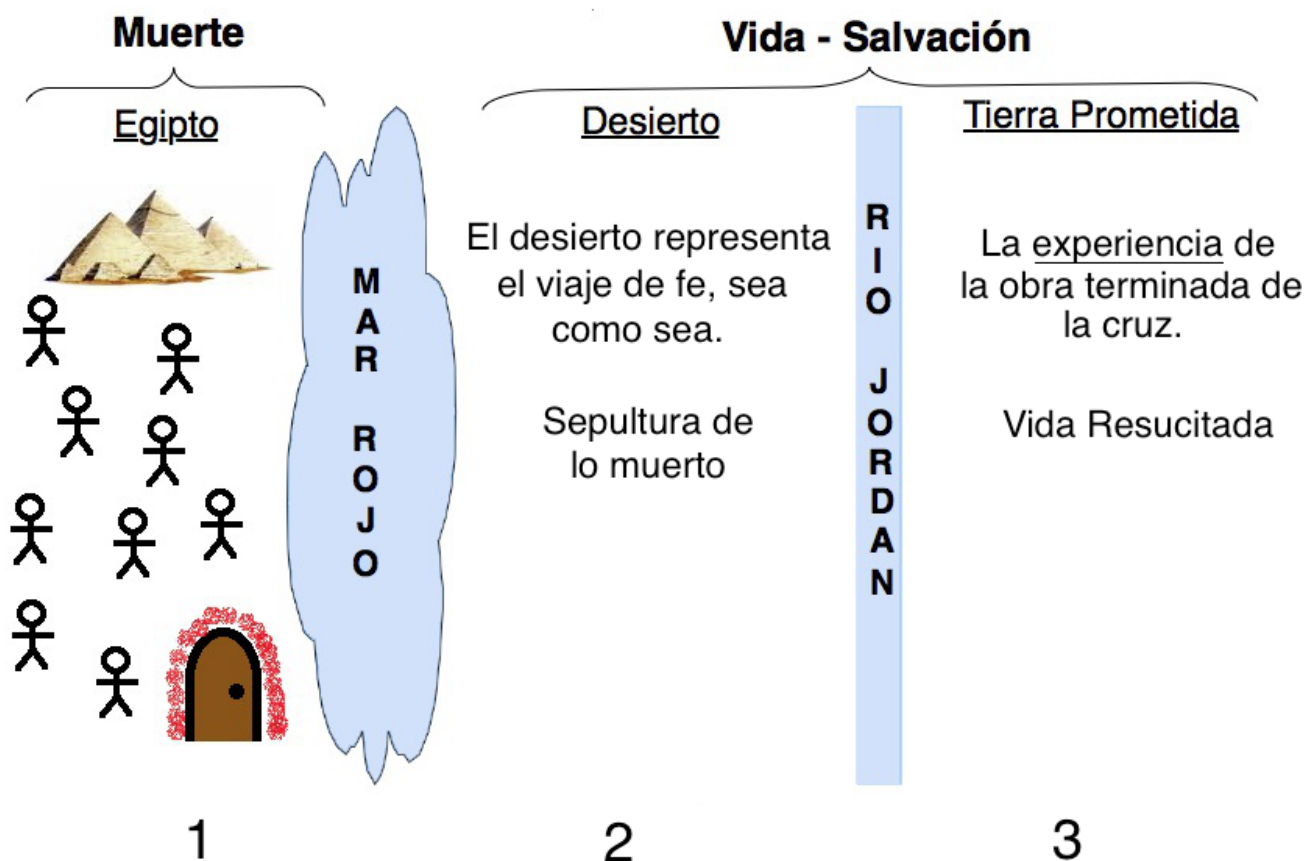 Muerte
Vida - Salvación
Egipto
Desierto
Tierra Prometida
MAR ROJO
El desierto representa
el viaje de fe, sea
como sea.
Sepultura de
lo muerto
RIO JORDAN
La experiencia de
la obra terminada de
la cruz.
Vida Resucitada
1
2
3